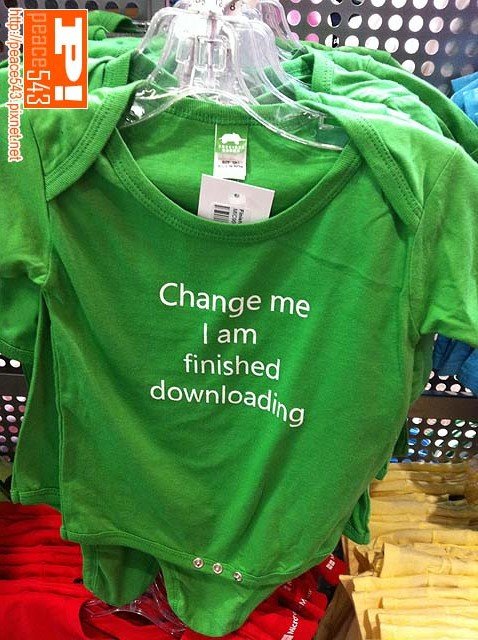 P!
peace543
http://peace543.pixnet.net
Change me
I am
finished
downloading